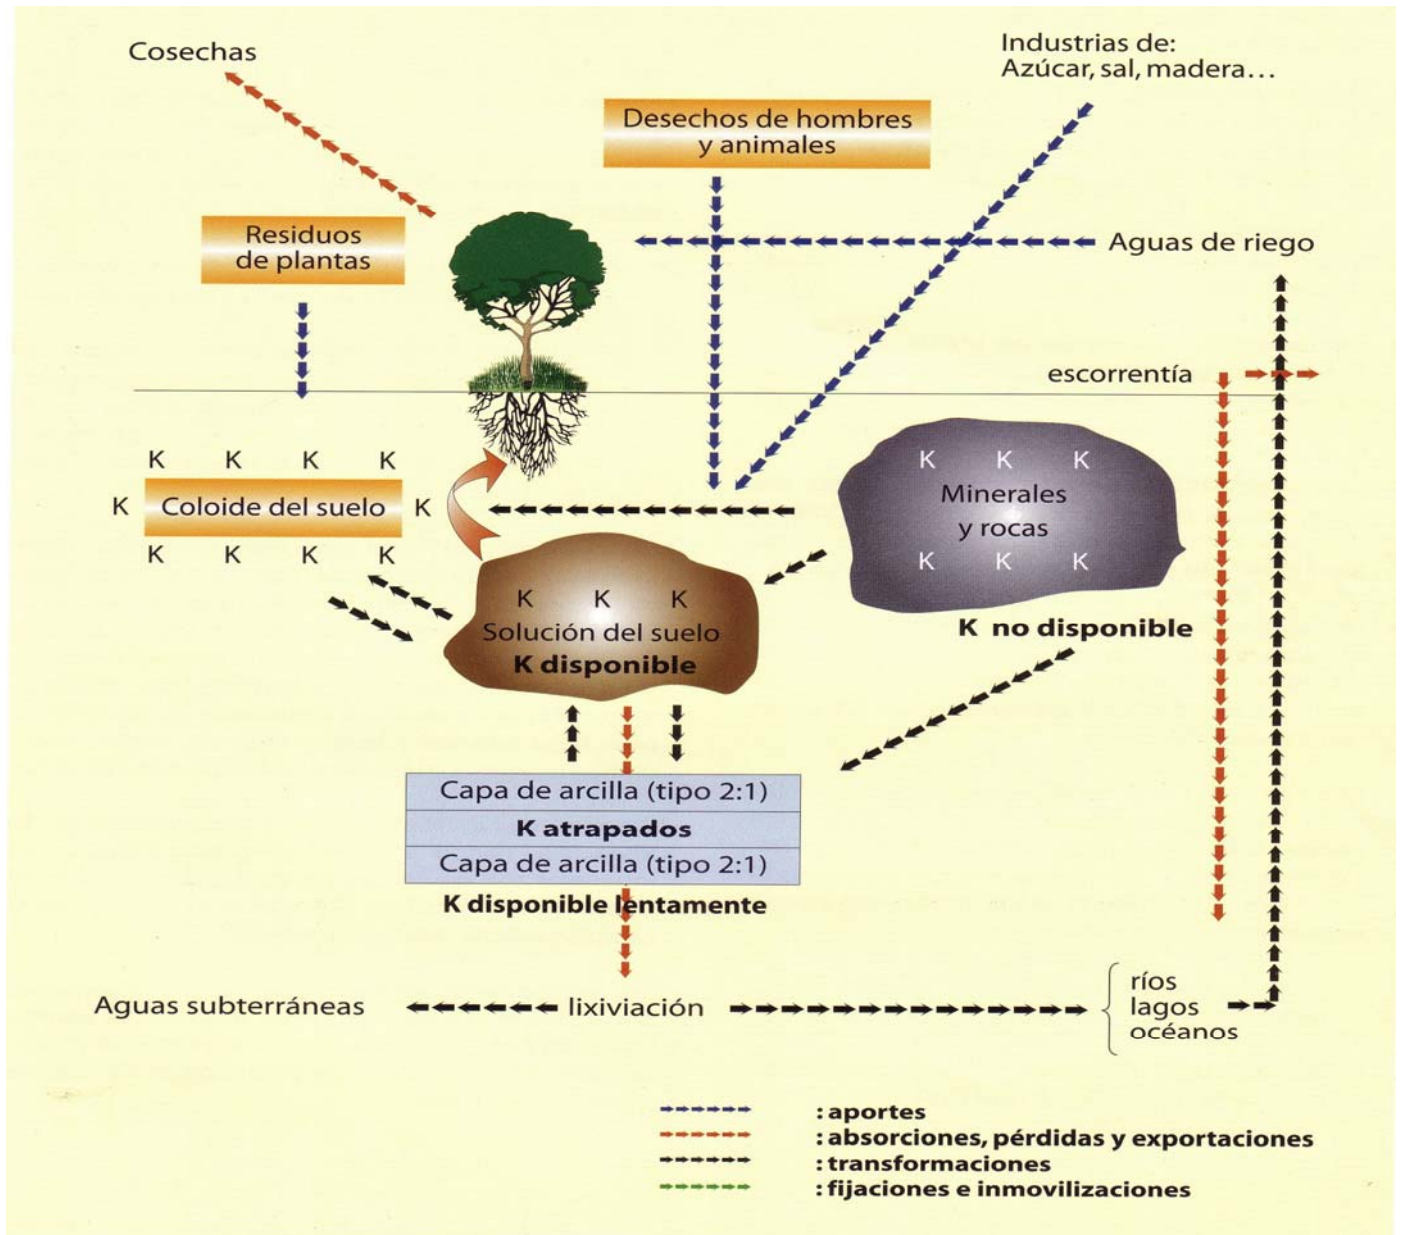 Cosechas
Industrias de:
Azúcar, sal, madera...
Desechos de hombres
y animales
Residuos
de plantas
Aguas de riego
escorrentía
K K K K
K Coloide del suelo K
K K K K
K K K
Minerales
y rocas
K K K
K no disponible
K K K
Solución del suelo
K disponible
Capa de arcilla (tipo 2:1)
K atrapados
Capa de arcilla (tipo 2:1)
K disponible lentamente
Aguas subterráneas
lixiviación
ríos
lagos
océanos
: aportes
: absorciones, pérdidas y exportaciones
: transformaciones
: fijaciones e inmovilizaciones